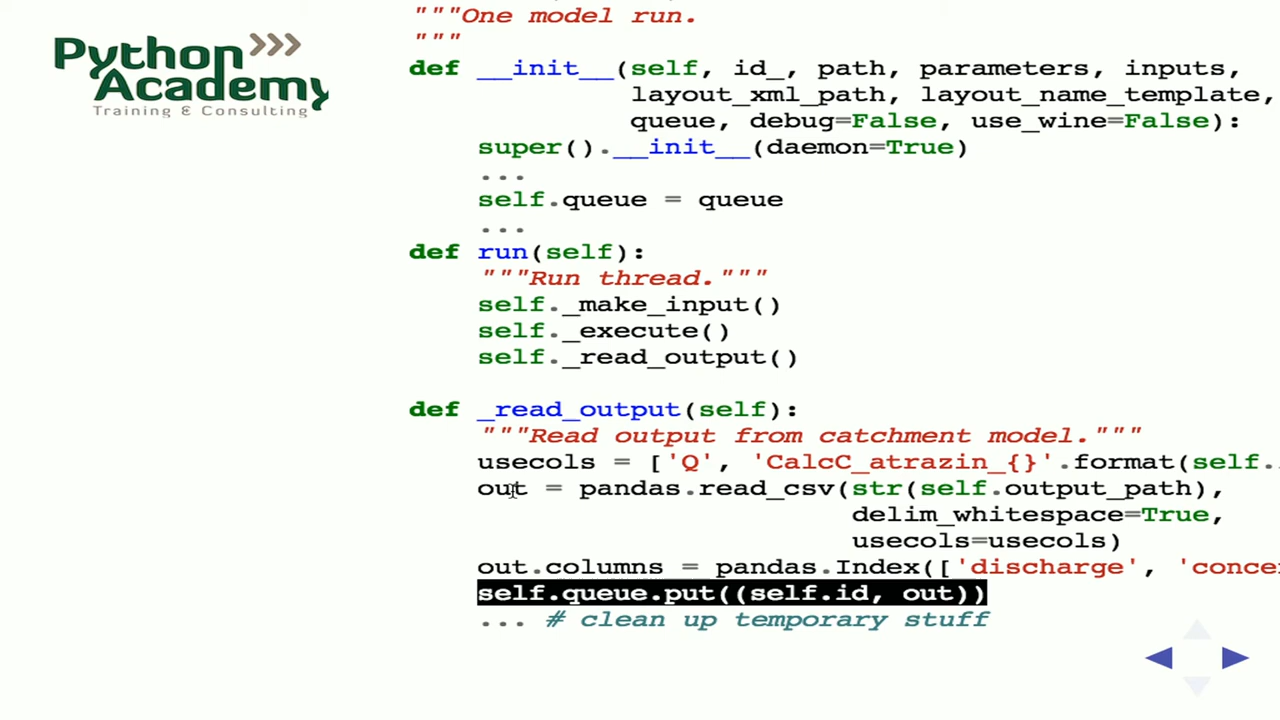 Python >>>
Academy
Training & Consulting
"""One model run.
"""
def __init__(self, id_, path, parameters, inputs,
layout_xml_path, layout_name_template,
queue, debug=False, use_wine=False):
super().__init__(daemon=True)
...
self.queue = queue
...
def run(self):
"""Run thread."""
self._make_input()
self._execute()
self._read_output()
def _read_output(self):
"""Read output from catchment model."""
usecols = ['Q', 'CalcC_atrazin_{}'.format(self.
out = pandas.read_csv(str(self.output_path),
delim_whitespace=True,
usecols=usecols)
out.columns = pandas.Index(['discharge', 'conce
self.queue.put((self.id, out))
... # clean up temporary stuff